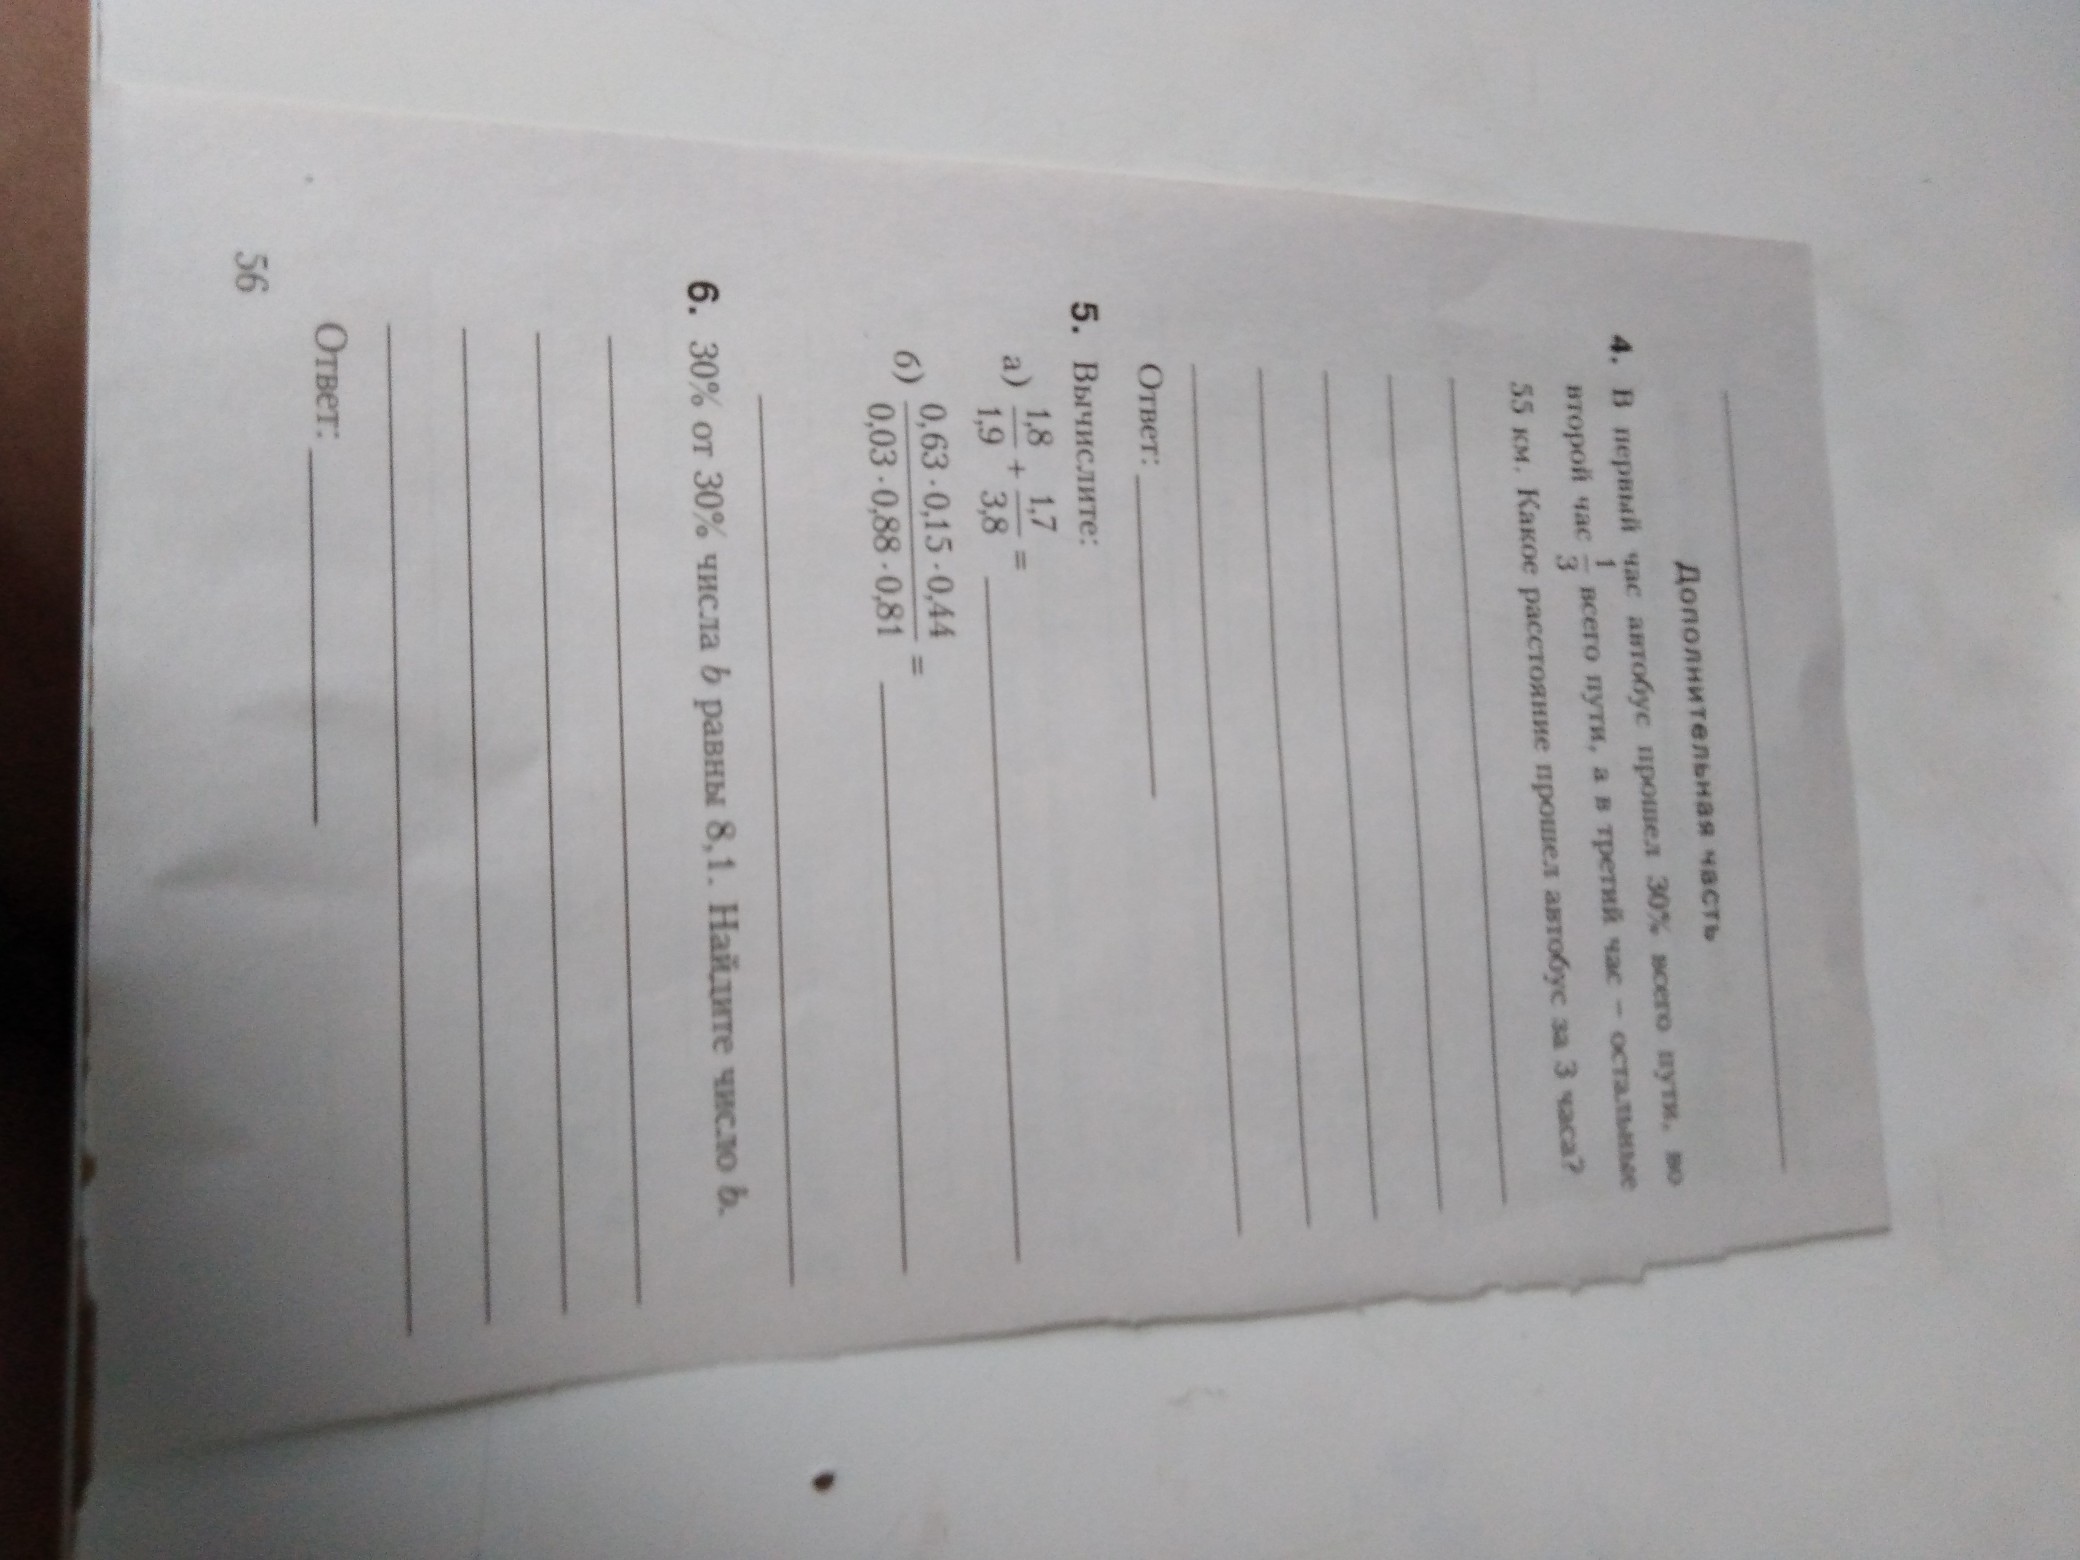 Дополнительная часть
4. В первый час автобус прошел 30% всего пути, во
второй час 1/3 всего пути, а в третий час – остальные
55 км. Какое расстояние прошел автобус за 3 часа?
Ответ:
5. Вычислите:
а) 1,8/1,9 + 1,7/3,8 =
б) 0,63 · 0,15 · 0,44 / 0,03 · 0,88 · 0,81 =
6. 30% от 30% числа b равны 8,1. Найдите число b.
Ответ:
56